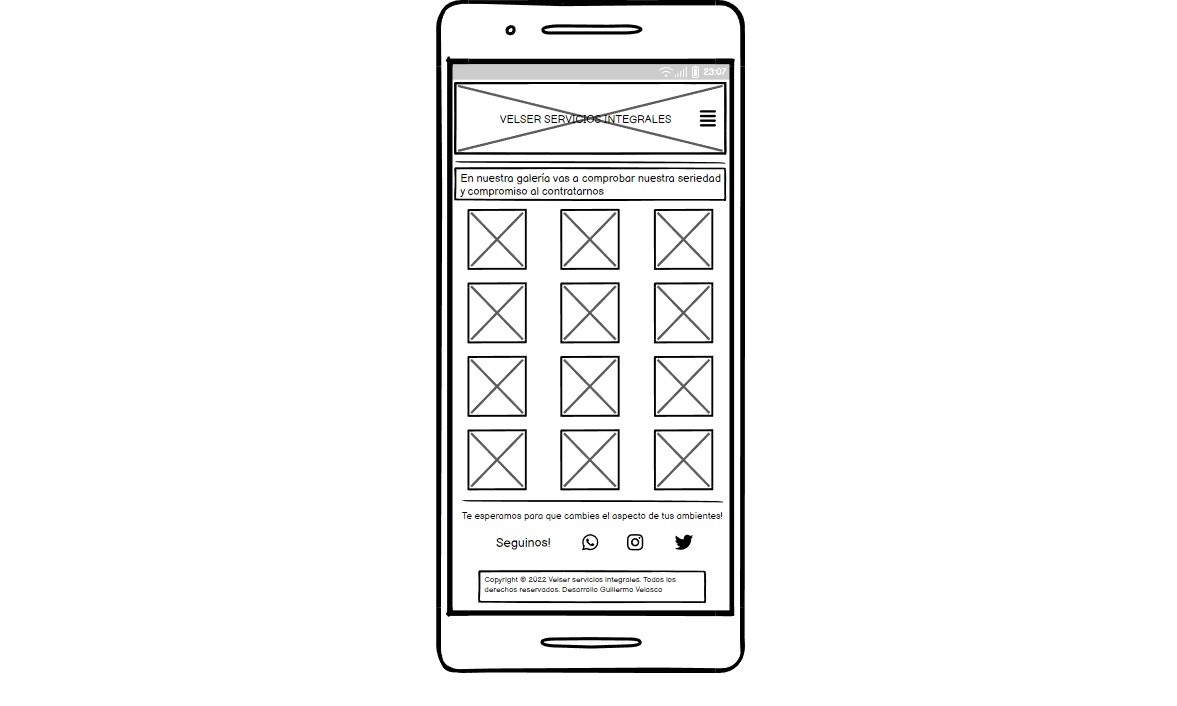 23:07
VELSER SERVICIOS INTEGRALES
En nuestra galería vas a comprobar nuestra seriedad
y compromiso al contratarnos
Te esperamos para que cambies el aspecto de tus ambientes!
Seguinos!
Copyright © 2022 Velser servicios integrales. Todos los
derechos reservados. Desarrollo Guillermo Velasco